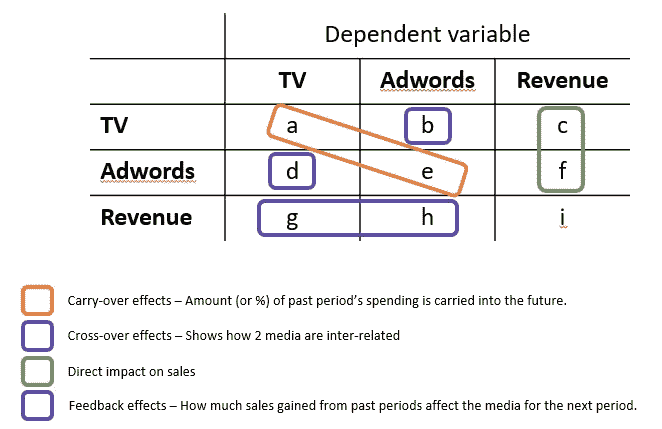 Dependent variable
TV Adwords Revenue
TV a b c
Adwords d e f
Revenue g h i
Carry-over effects – Amount (or %) of past period's spending is carried into the future.
Cross-over effects – Shows how 2 media are inter-related
Direct impact on sales
Feedback effects – How much sales gained from past periods affect the media for the next period.